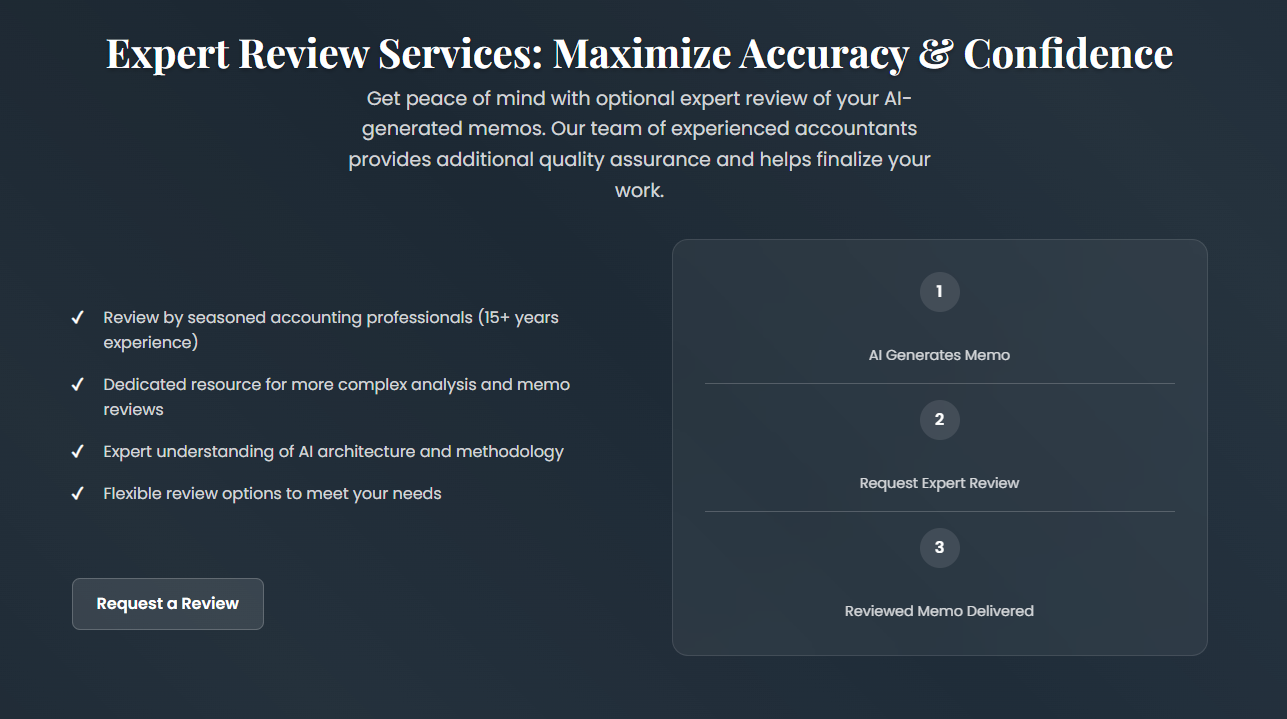 Expert Review Services: Maximize Accuracy & Confidence
Get peace of mind with optional expert review of your AI-
generated memos. Our team of experienced accountants
provides additional quality assurance and helps finalize your
work.
✓ Review by seasoned accounting professionals (15+ years
experience)
✓ Dedicated resource for more complex analysis and memo
reviews
✓ Expert understanding of AI architecture and methodology
✓ Flexible review options to meet your needs
Request a Review
1
AI Generates Memo
2
Request Expert Review
3
Reviewed Memo Delivered